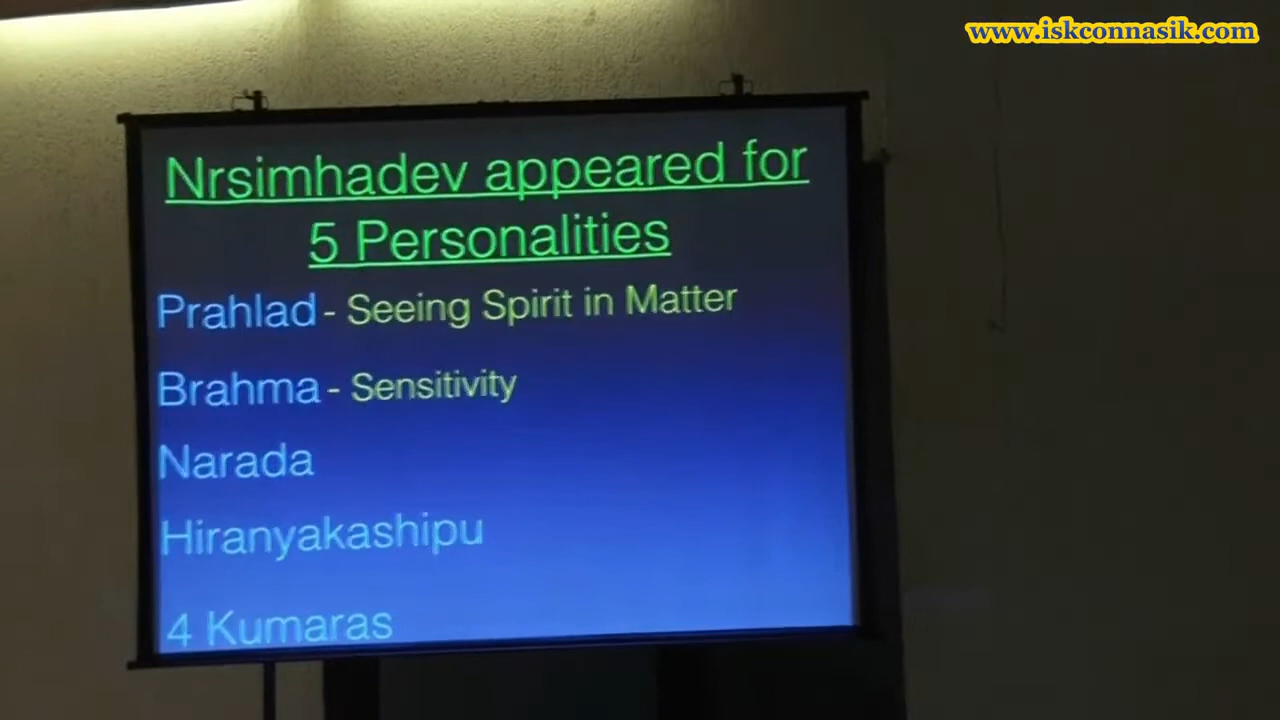 www.iskconnasik.com
Nrsimhadev appeared for
5 Personalities
Prahlad - Seeing Spirit in Matter
Brahma - Sensitivity
Narada
Hiranyakashipu
4 Kumaras